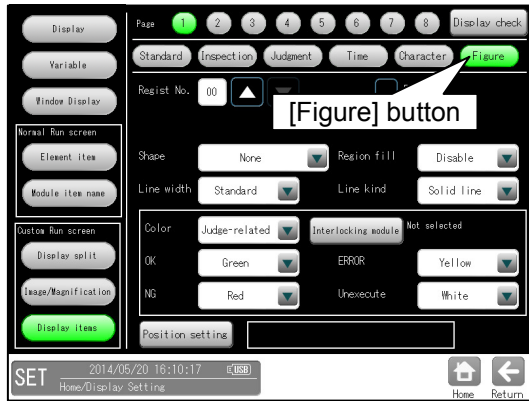 Display
Variable
Window Display
Normal Run screen
Element item
Module item name
Custom Run screen
Display split
Image/Magnification
Display items
Page 1 2 3 4 5 6 7 8 Display check
Standard Inspection Judgment Time Character Figure
Regist No. 00
[Figure] button
Shape None Region fill Disable
Line width Standard Line kind Solid line
Color Judge-related Interlocking module Not selected
OK Green ERROR Yellow
NG Red Unexecute White
Position setting
SET 2014/05/20 16:10:17 USB
Home/Display Setting
Home Return